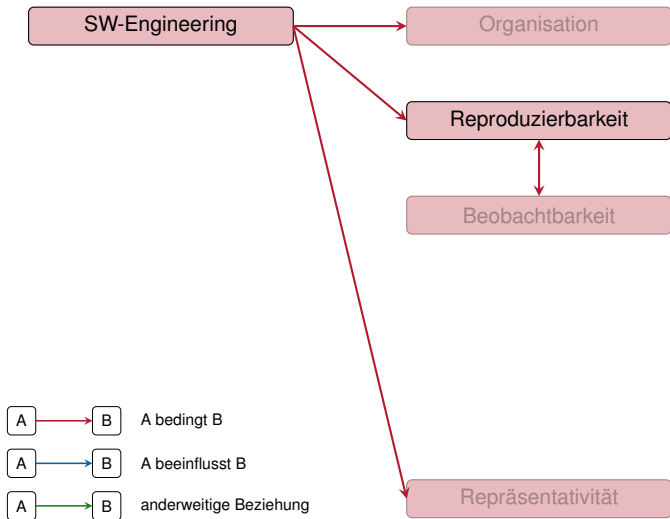 SW-Engineering
Organisation
Reproduzierbarkeit
Beobachtbarkeit
Repräsentativität
A B A bedingt B
A B A beeinflusst B
A B anderweitige Beziehung